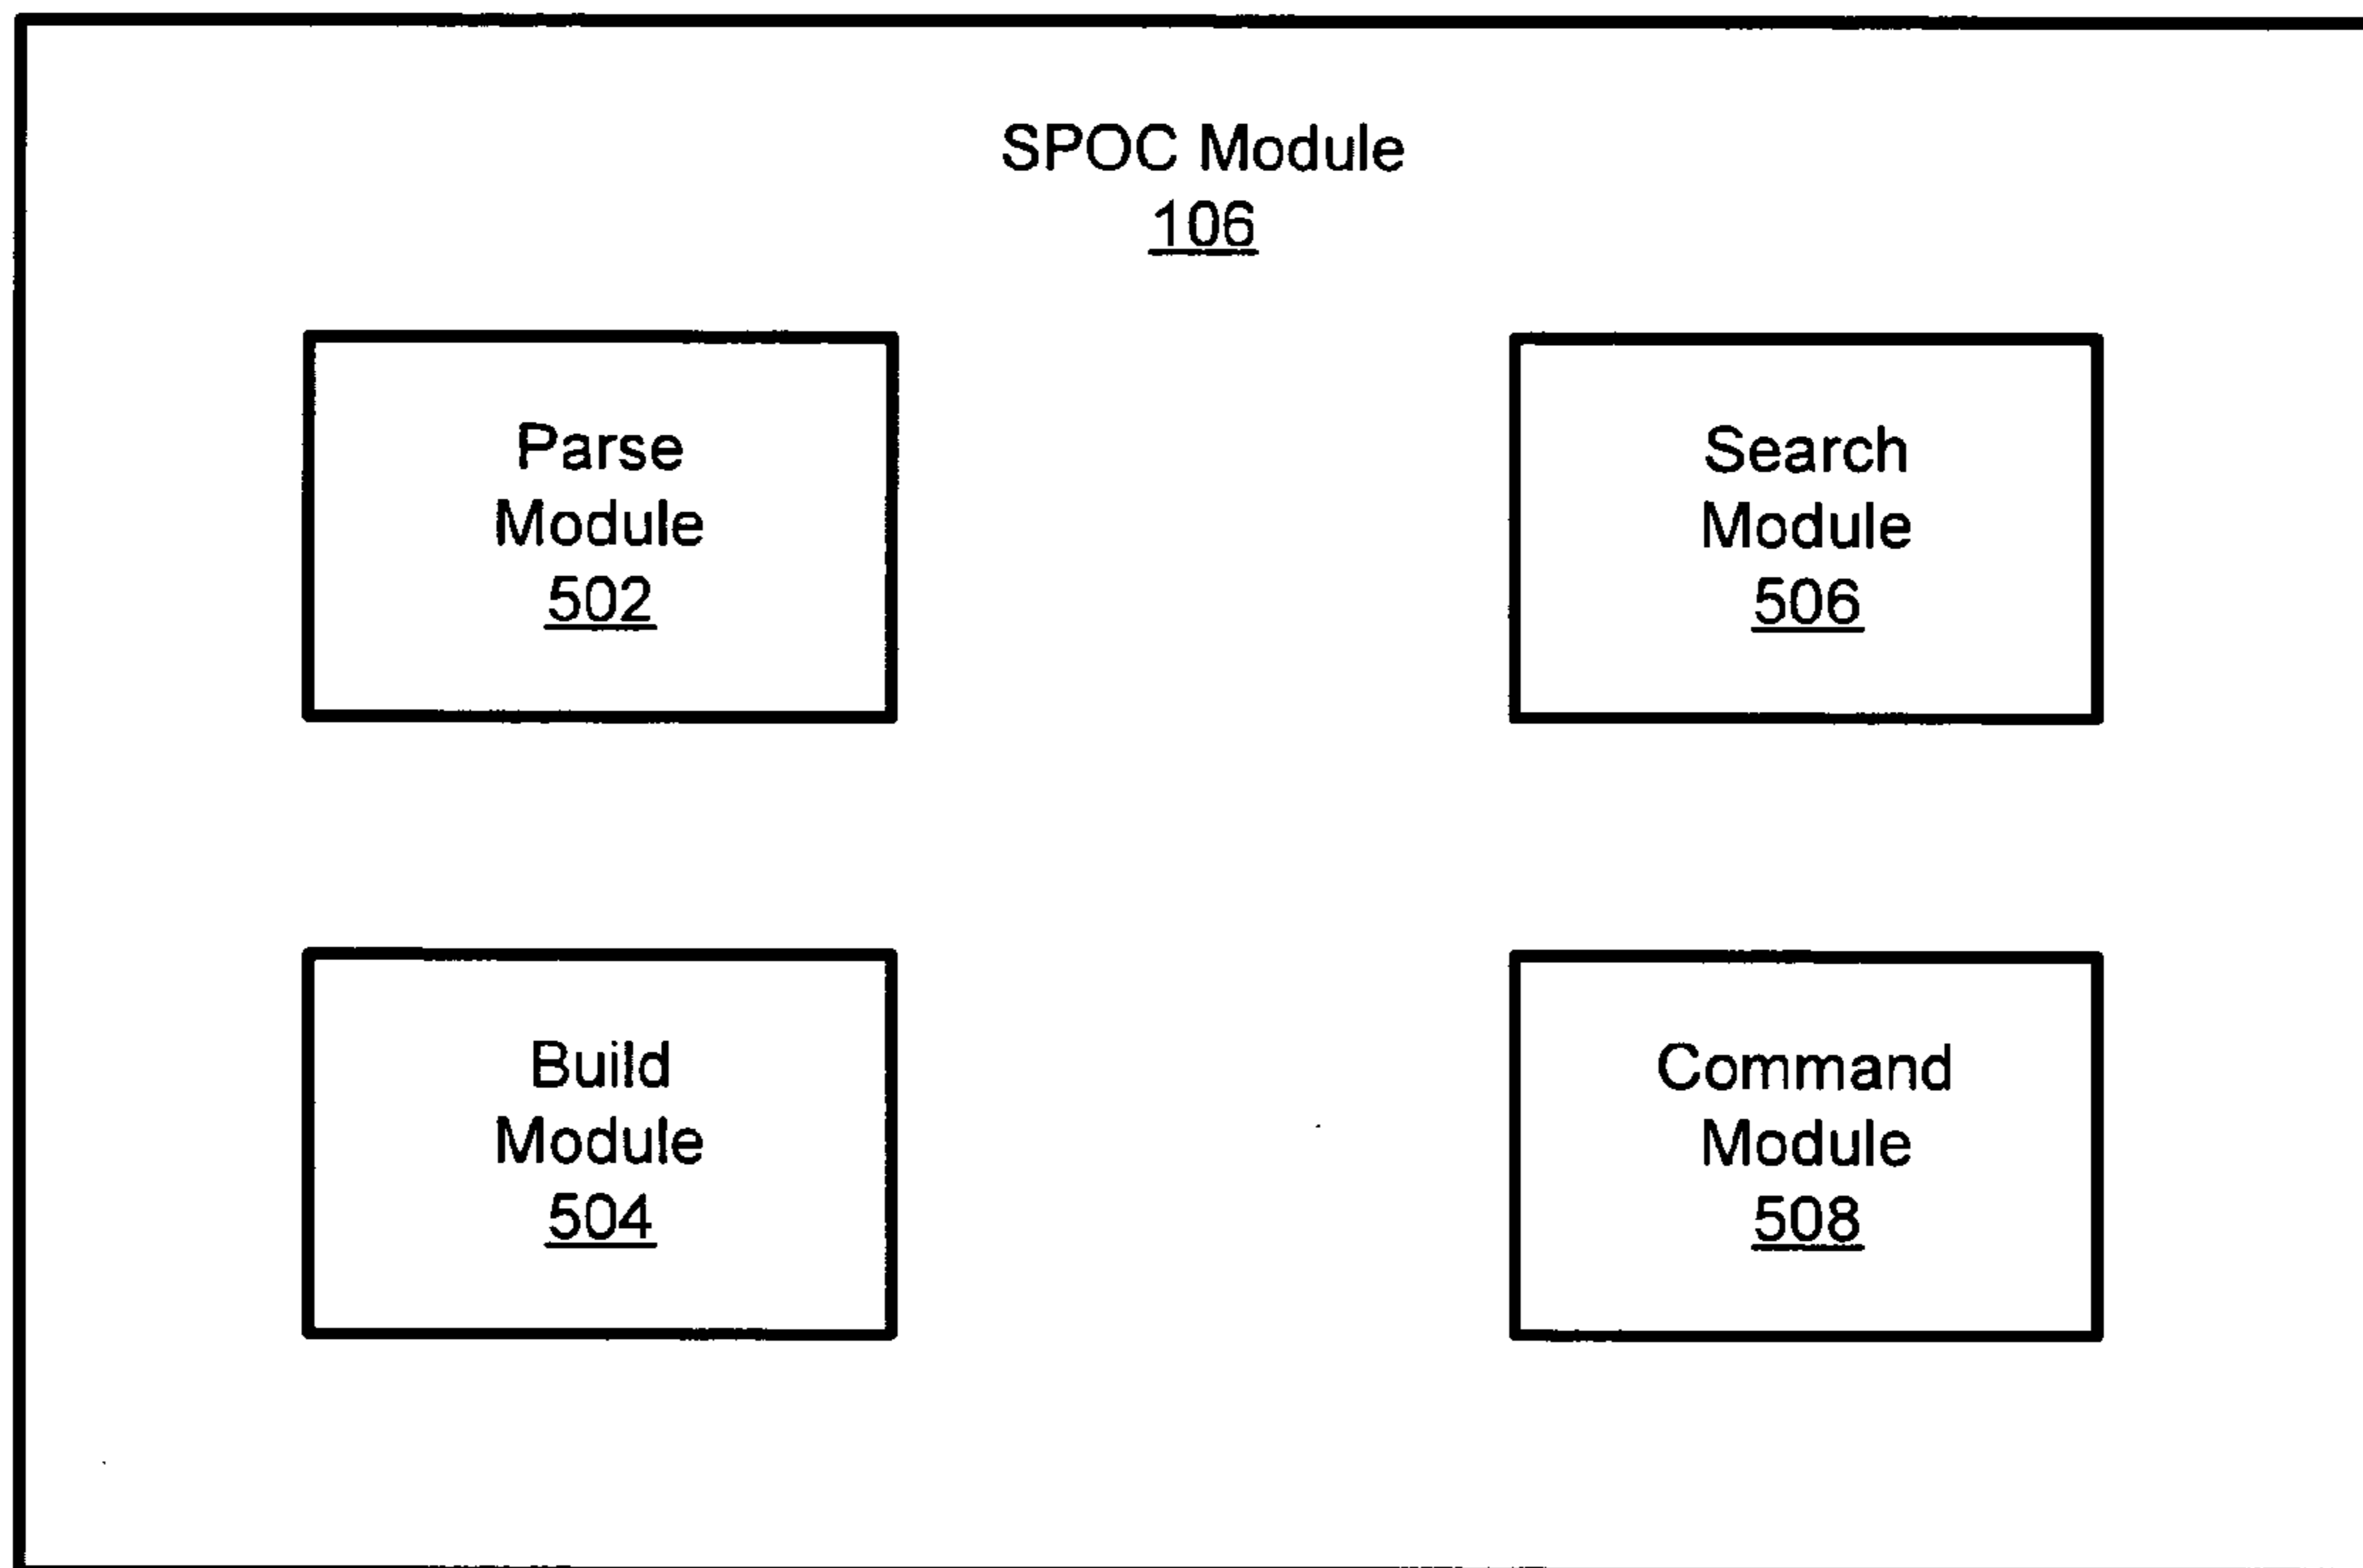 SPOC Module
106
Parse
Module
502
Search
Module
506
Build
Module
504
Command
Module
508